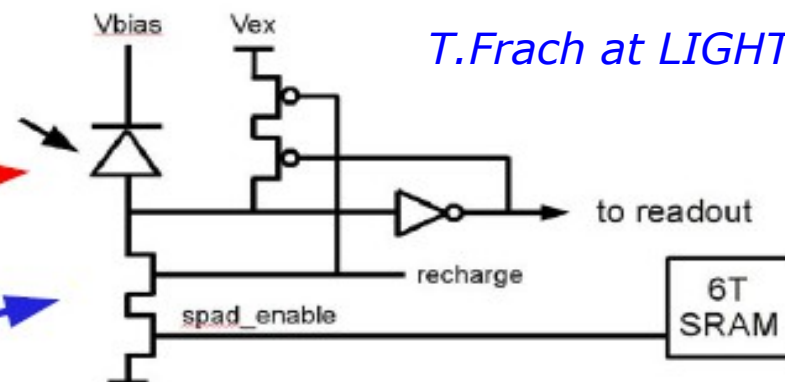 Vbias
Vex
T.Frach at LIGHT
to readout
recharge
spad_enable
6T
SRAM